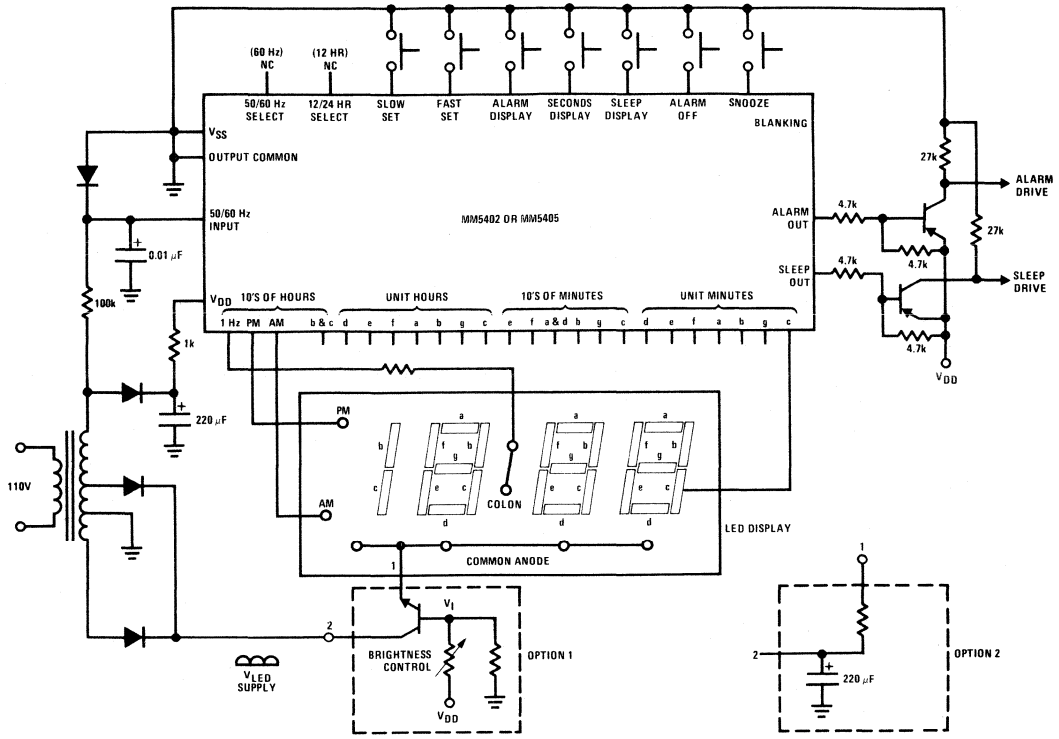 (60 Hz)
NC
(12 HR)
NC
50/60 Hz
SELECT
12/24 HR
SELECT
SLOW
SET
FAST
SET
ALARM
DISPLAY
SECONDS
DISPLAY
SLEEP
DISPLAY
ALARM
OFF
SNOOZE
BLANKING
VSS
OUTPUT COMMON
50/60 Hz
INPUT
MM5402 OR MM5405
ALARM
OUT
SLEEP
OUT
27k
ALARM
DRIVE
4.7k
4.7k
27k
4.7k
SLEEP
DRIVE
4.7k
VDD
+
0.01 μF
100k
VDD
1k
+
220 μF
10'S OF HOURS
UNIT HOURS
10'S OF MINUTES
UNIT MINUTES
1 Hz PM AM b & c d e f a b g c e f a & d b g c d e f a b g c
110V
PM
AM
b
c
a
f b
g
e c
d
COLON
a
f b
g
e c
d
a
f b
g
e c
d
LED DISPLAY
COMMON ANODE
1
2
VLED
SUPPLY
VI
BRIGHTNESS
CONTROL
VDD
OPTION 1
1
2
+
220 μF
OPTION 2